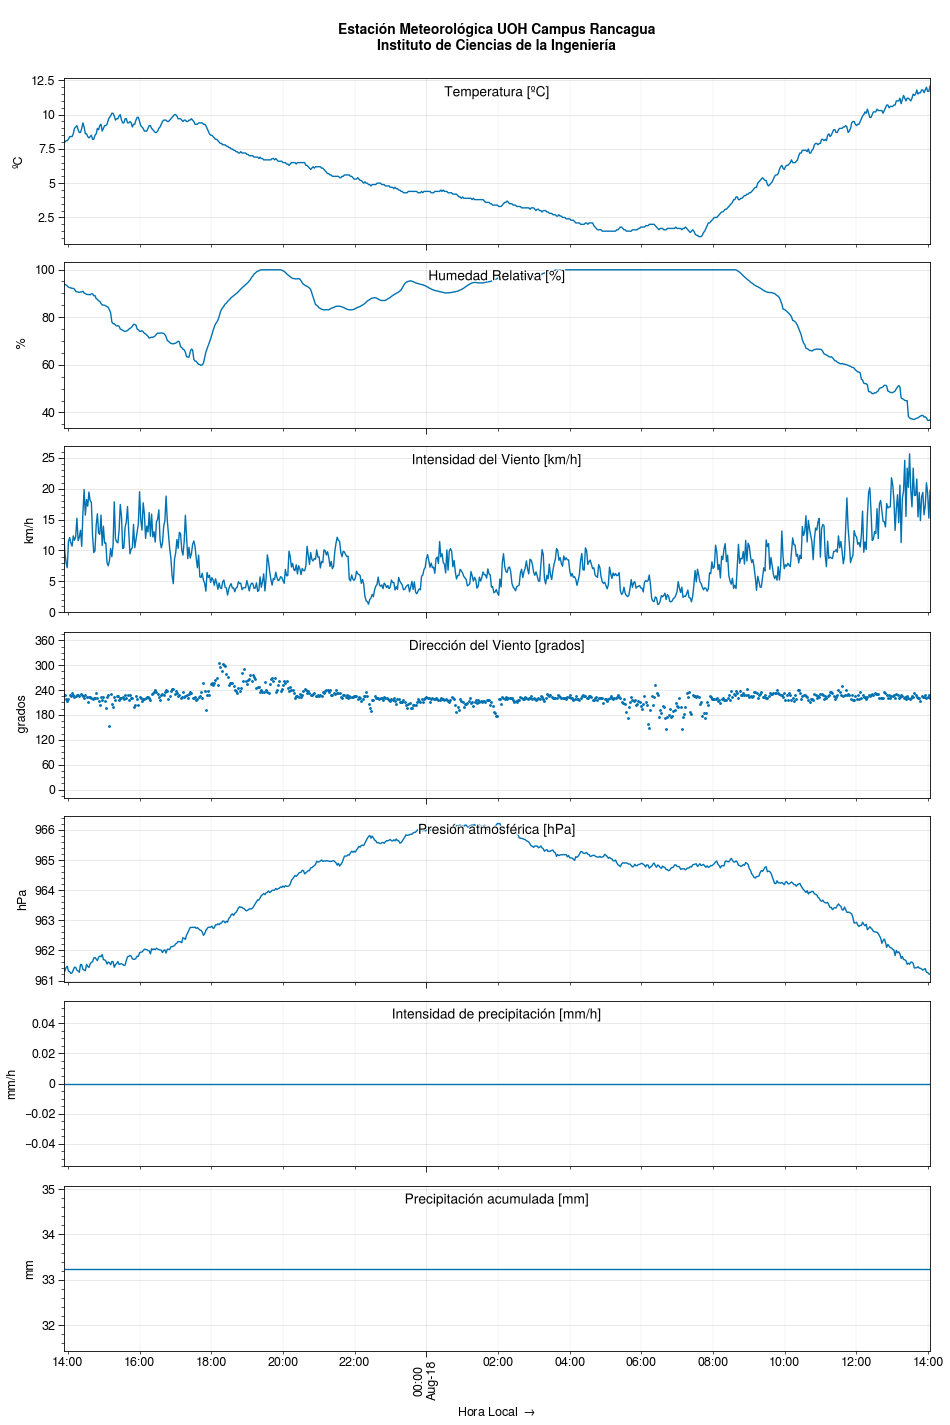 Estación Meteorológica UOH Campus Rancagua
Instituto de Ciencias de la Ingeniería
Temperatura [ºC]
ºC
12.5
10
7.5
5
2.5
Humedad Relativa [%]
%
100
80
60
40
Intensidad del Viento [km/h]
km/h
25
20
15
10
5
0
Dirección del Viento [grados]
grados
360
300
240
180
120
60
0
Presión atmosférica [hPa]
hPa
966
965
964
963
962
961
Intensidad de precipitación [mm/h]
mm/h
0.04
0.02
0
−0.02
−0.04
Precipitación acumulada [mm]
mm
35
34
33
32
14:00 16:00 18:00 20:00 22:00 00:00 02:00 04:00 06:00 08:00 10:00 12:00 14:00
Aug-18
Hora Local →